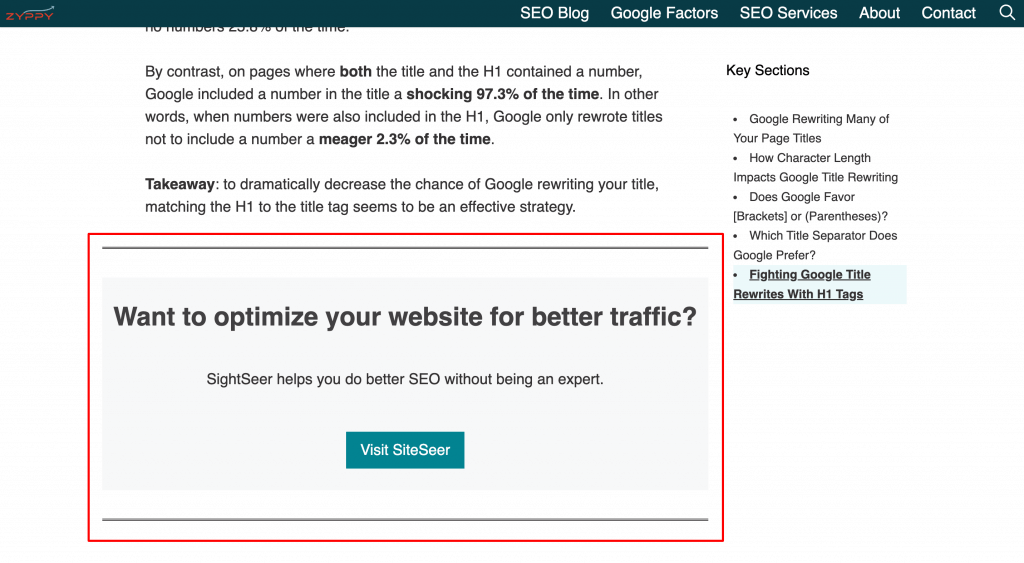 ZYPPY
SEO Blog Google Factors SEO Services About Contact
no numbers 25.8% of the time.
By contrast, on pages where both the title and the H1 contained a number,
Google included a number in the title a shocking 97.3% of the time. In other
words, when numbers were also included in the H1, Google only rewrote titles
not to include a number a meager 2.3% of the time.
Takeaway: to dramatically decrease the chance of Google rewriting your title,
matching the H1 to the title tag seems to be an effective strategy.
Want to optimize your website for better traffic?
SightSeer helps you do better SEO without being an expert.
Visit SiteSeer
Key Sections
• Google Rewriting Many of
Your Page Titles
• How Character Length
Impacts Google Title Rewriting
• Does Google Favor
[Brackets] or (Parentheses)?
• Which Title Separator Does
Google Prefer?
• Fighting Google Title
Rewrites With H1 Tags